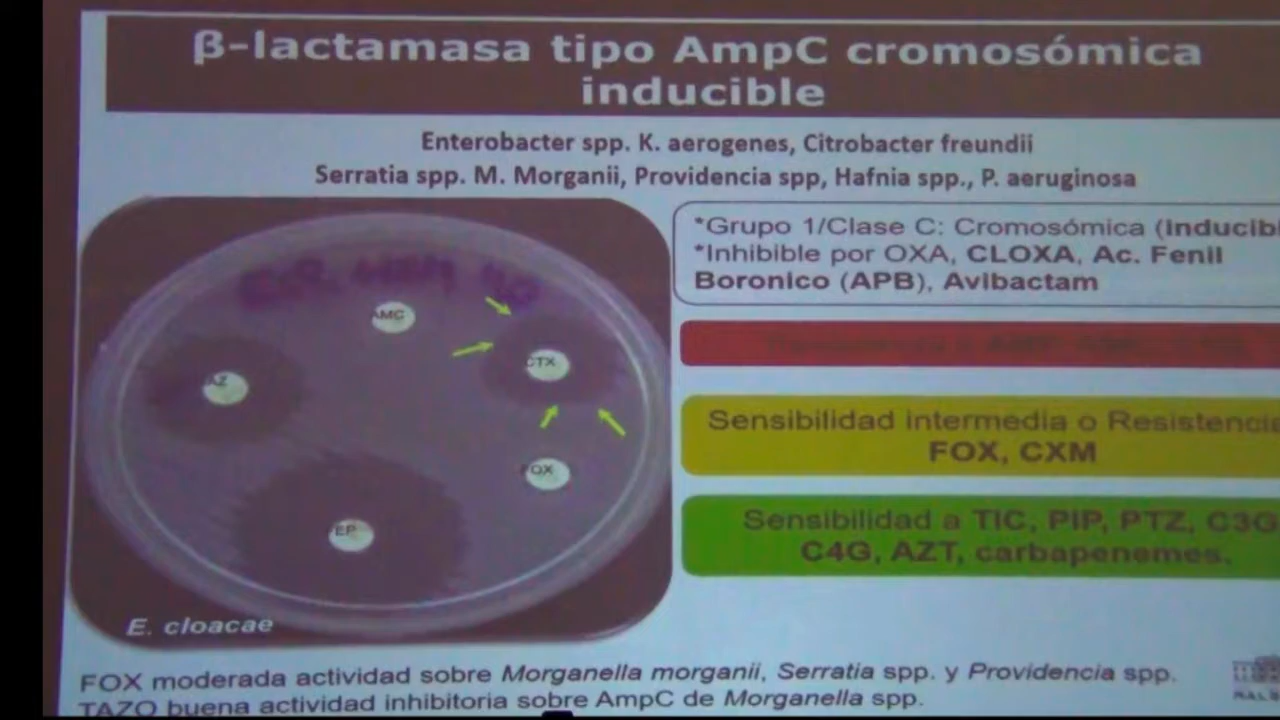 β-lactamasa tipo AmpC cromosómica
inducible
Enterobacter spp. K. aerogenes, Citrobacter freundii
Serratia spp. M. Morganii, Providencia spp, Hafnia spp., P. aeruginosa
*Grupo 1/Clase C: Cromosómica (Inducib
*Inhibible por OXA, CLOXA, Ac. Fenil
Boronico (APB), Avibactam
AMC
CTX
AZ
FOX
EP
Sensibilidad intermedia o Resistencia
FOX, CXM
Sensibilidad a TIC, PIP, PTZ, C3G
C4G, AZT, carbapenemes.
E. cloacae
FOX moderada actividad sobre Morganella morganii, Serratia spp. y Providencia spp.
TAZO buena actividad inhibitoria sobre AmpC de Morganella spp.